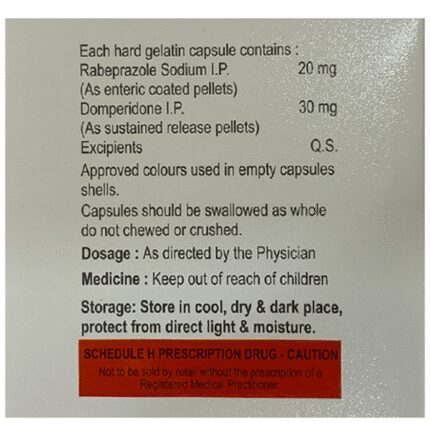 Each hard gelatin capsule contains :
Rabeprazole Sodium I.P. 20 mg
(As enteric coated pellets)
Domperidone I.P. 30 mg
(As sustained release pellets)
Excipients Q.S.
Approved colours used in empty capsules
shells.
Capsules should be swallowed as whole
do not chewed or crushed.
Dosage : As directed by the Physician
Medicine : Keep out of reach of children
Storage: Store in cool, dry & dark place,
protect from direct light & moisture.
SCHEDULE H PRESCRIPTION DRUG - CAUTION
Not to be sold by retail without the prescription of a
Registered Medical Practitioner.